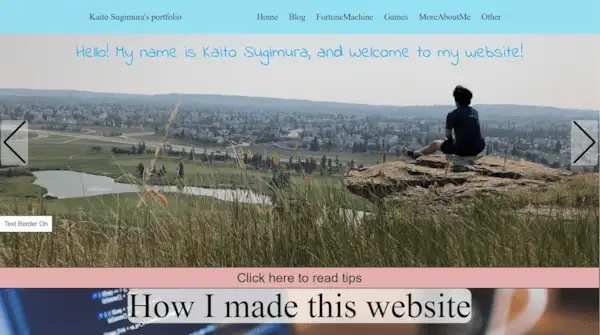 Kaito Sugimura's portfolio
Home Blog FortuneMachine Games MoreAboutMe Other
Hello! My name is Kaito Sugimura, and welcome to my website!
Text Border On
Click here to read tips
How I made this website